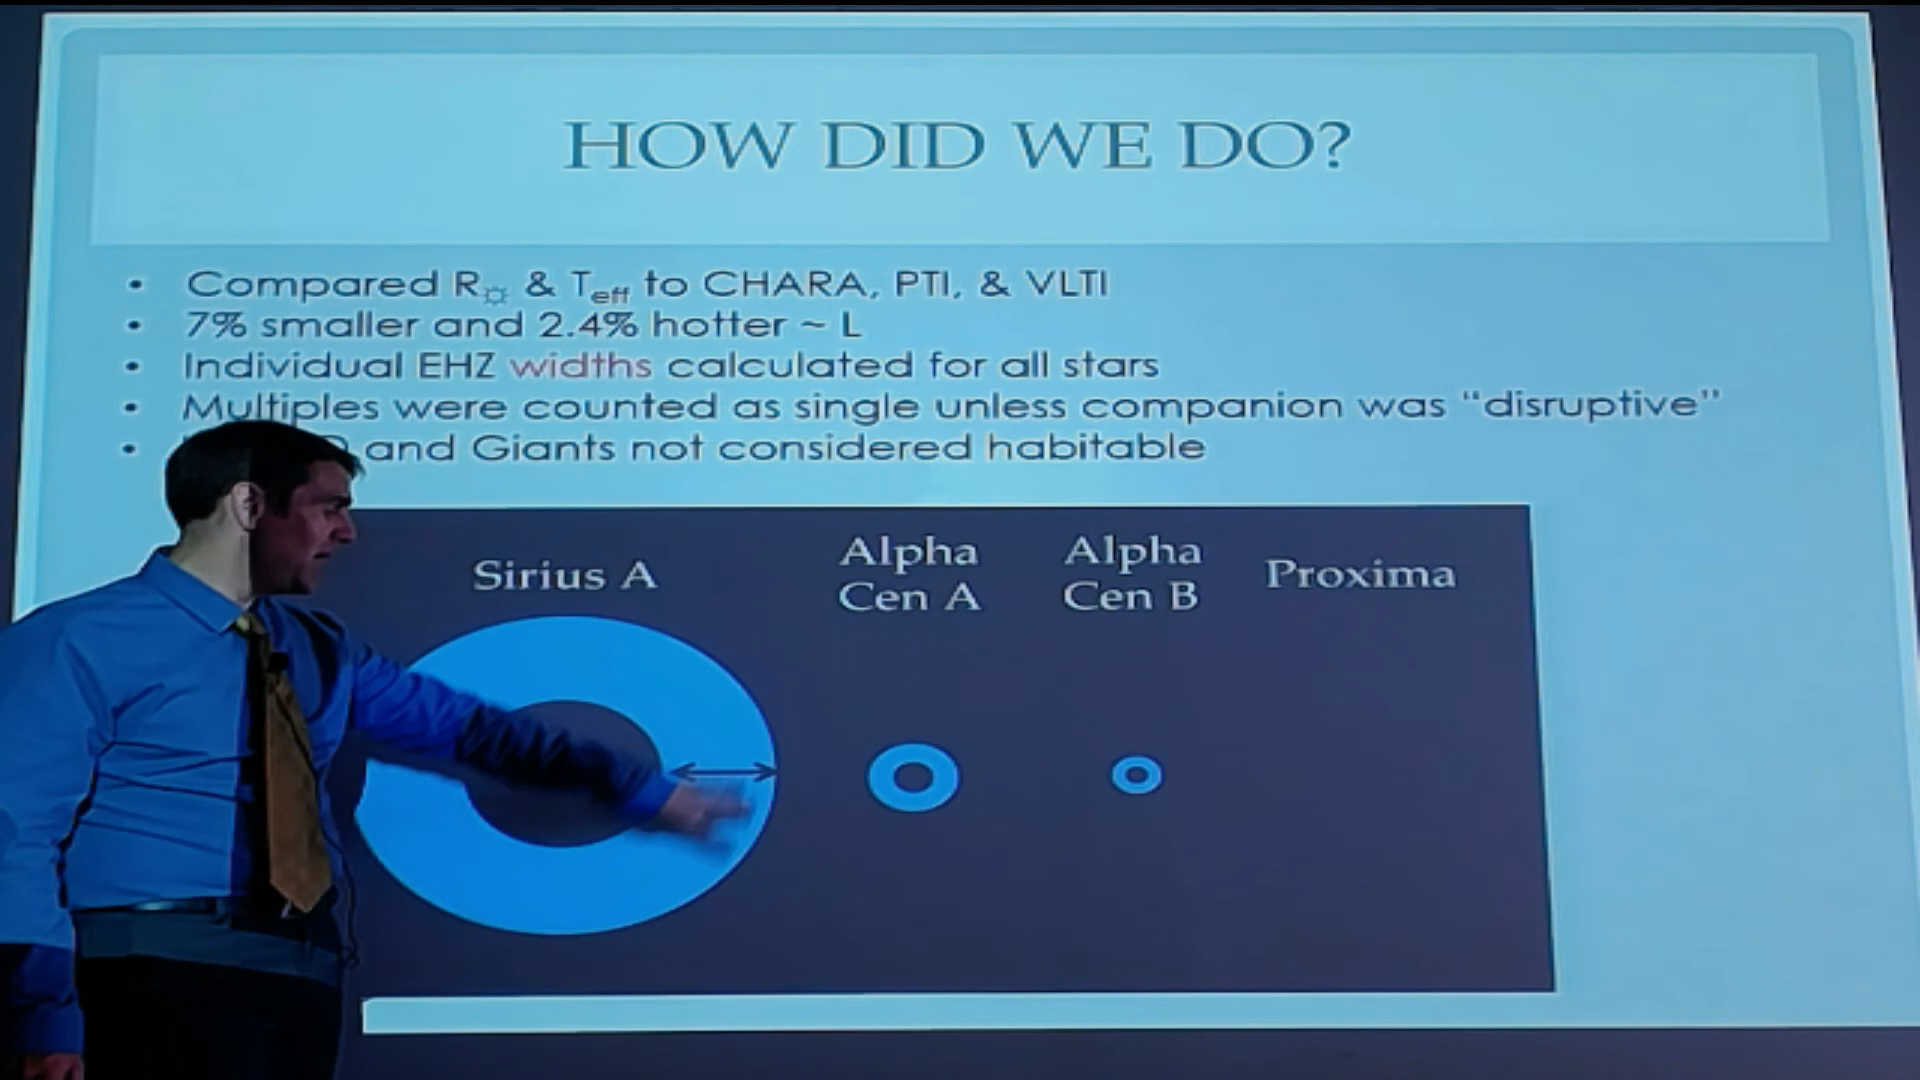 HOW DID WE DO?
• Compared R☼ & Teff to CHARA, PTI, & VLTI
• 7% smaller and 2.4% hotter ~ L
• Individual EHZ widths calculated for all stars
• Multiples were counted as single unless companion was “disruptive”
• and Giants not considered habitable
Sirius A
Alpha
Cen A
Alpha
Cen B
Proxima